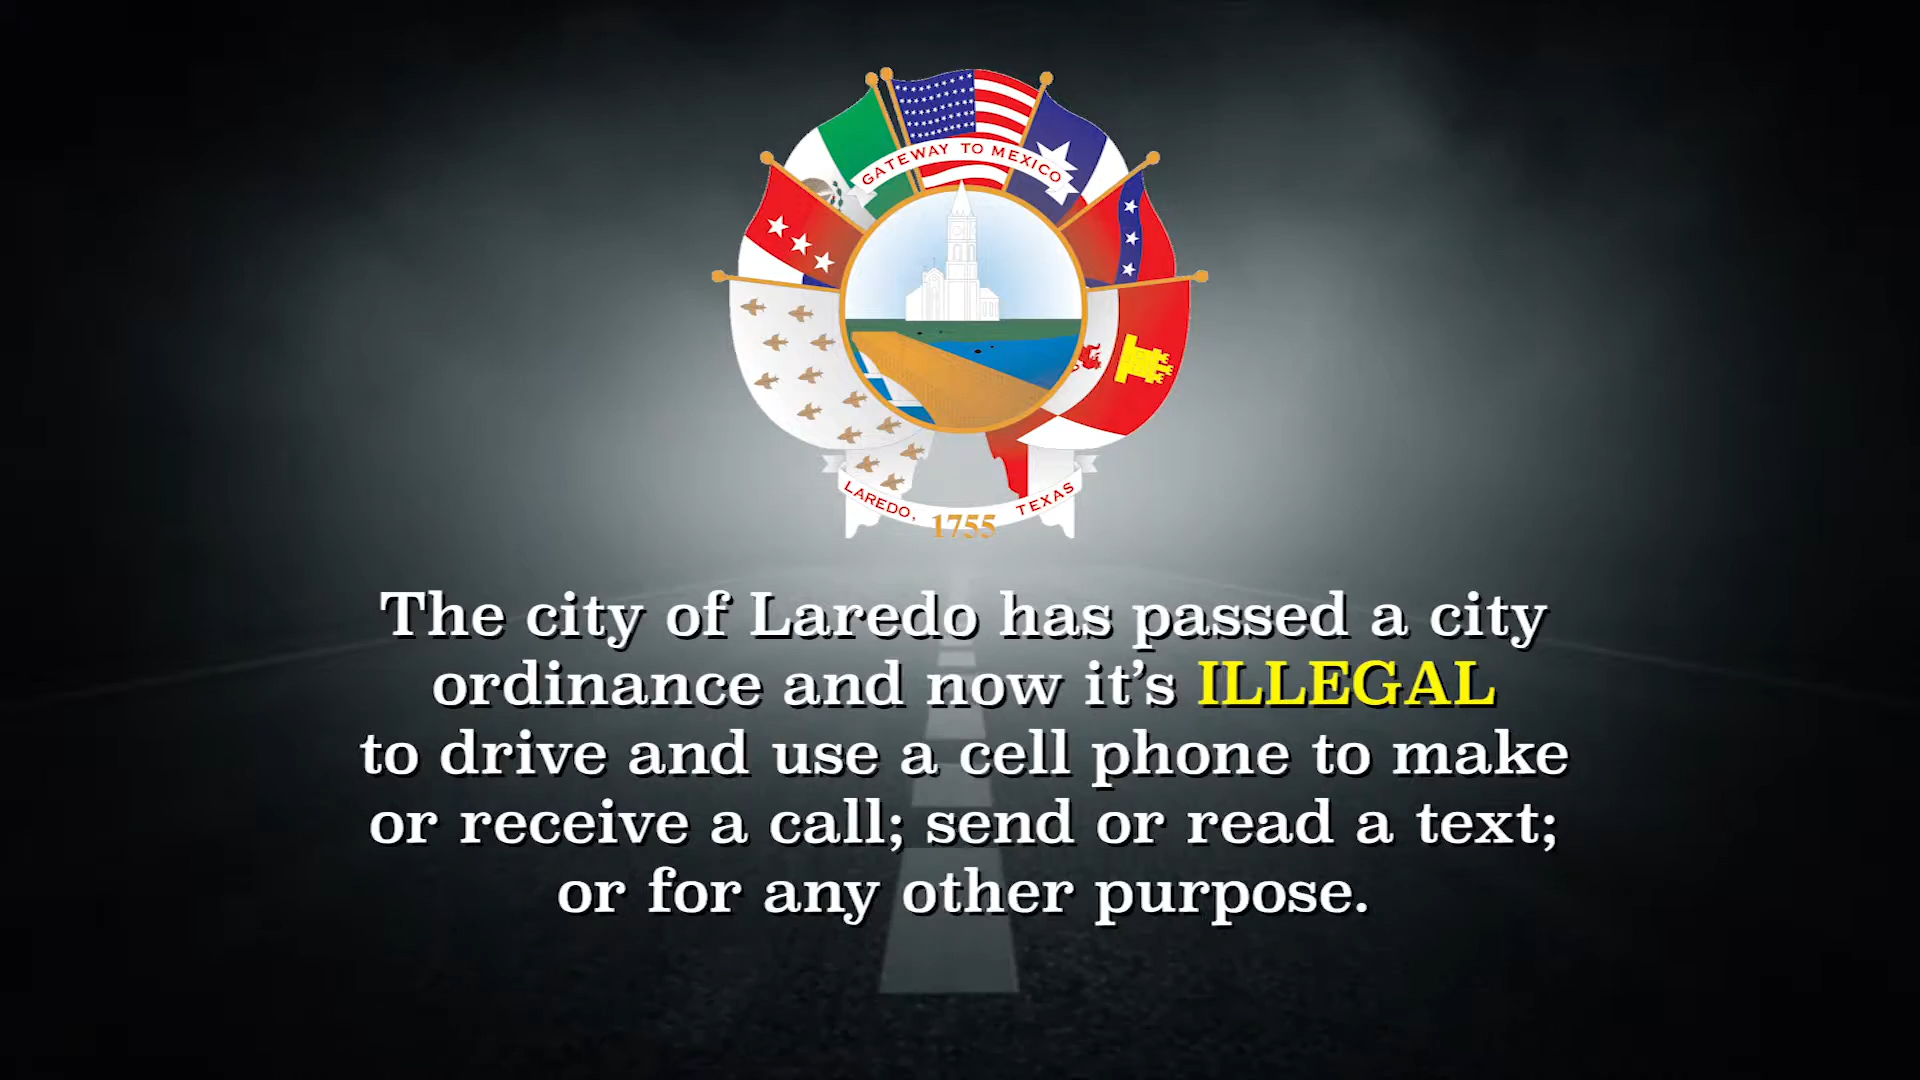 GATEWAY TO MEXICO
LAREDO, TEXAS
1755
The city of Laredo has passed a city
ordinance and now it’s ILLEGAL
to drive and use a cell phone to make
or receive a call; send or read a text;
or for any other purpose.